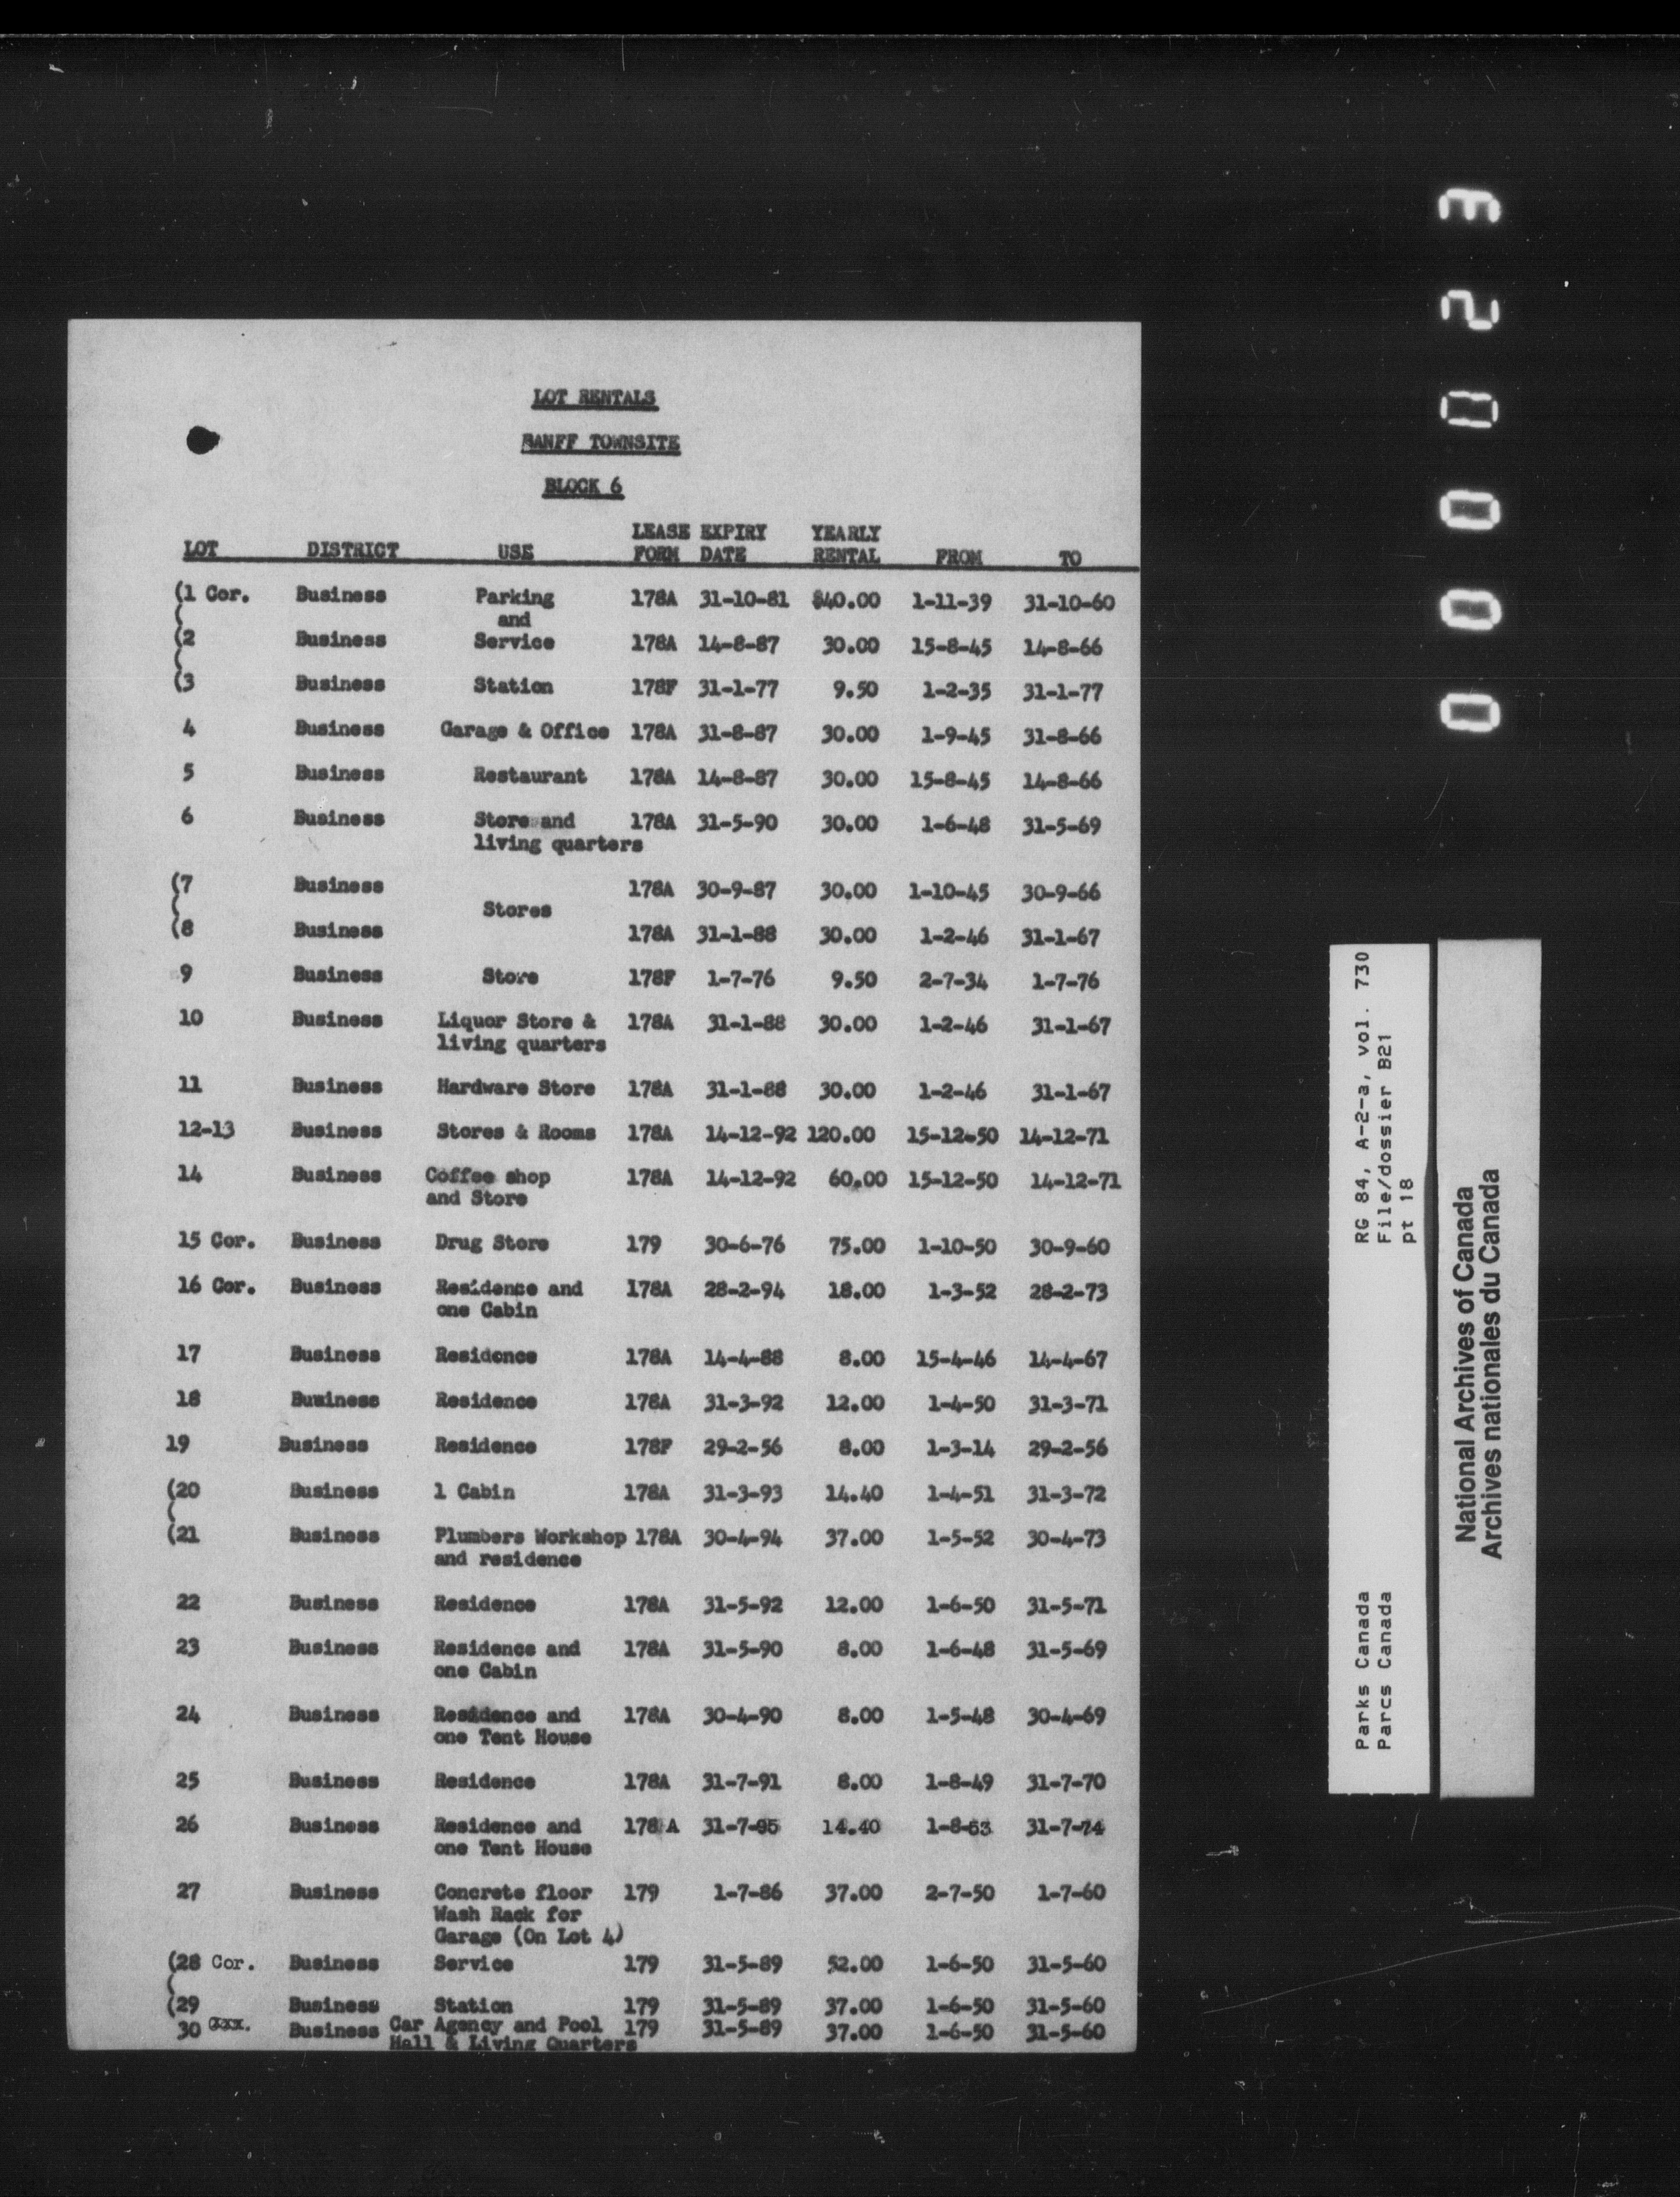 LOT RENTALS
BANFF TOWNSITE
BLOCK 6
LOT DISTRICT USE LEASE FORM EXPIRY DATE YEARLY RENTAL FROM TO
(1 Cor. Business Parking 178A 31-10-81 $40.00 1-11-39 31-10-60
and
(2 Business Service 178A 14-8-87 30.00 15-8-45 14-8-66
(3 Business Station 178F 31-1-77 9.50 1-2-35 31-1-77
4 Business Garage & Office 178A 31-8-87 30.00 1-9-45 31-8-66
5 Business Restaurant 178A 14-8-87 30.00 15-8-45 14-8-66
6 Business Store and 178A 31-5-90 30.00 1-6-48 31-5-69
living quarters
(7 Business 178A 30-9-87 30.00 1-10-45 30-9-66
Stores
(8 Business 178A 31-1-88 30.00 1-2-46 31-1-67
9 Business Store 178F 1-7-76 9.50 2-7-34 1-7-76
10 Business Liquor Store & 178A 31-1-88 30.00 1-2-46 31-1-67
living quarters
11 Business Hardware Store 178A 31-1-88 30.00 1-2-46 31-1-67
12-13 Business Stores & Rooms 178A 14-12-92 120.00 15-12-50 14-12-71
14 Business Coffee shop 178A 14-12-92 60.00 15-12-50 14-12-71
and Store
15 Cor. Business Drug Store 179 30-6-76 75.00 1-10-50 30-9-60
16 Cor. Business Residence and 178A 28-2-94 18.00 1-3-52 28-2-73
one Cabin
17 Business Residence 178A 14-4-88 8.00 15-4-46 14-4-67
18 Buwiness Residence 178A 31-3-92 12.00 1-4-50 31-3-71
19 Business Residence 178F 29-2-56 8.00 1-3-14 29-2-56
(20 Business 1 Cabin 178A 31-3-93 14.40 1-4-51 31-3-72
(21 Business Plumbers Workshop 178A 30-4-94 37.00 1-5-52 30-4-73
and residence
22 Business Residence 178A 31-5-92 12.00 1-6-50 31-5-71
23 Business Residence and 178A 31-5-90 8.00 1-6-48 31-5-69
one Cabin
24 Business Residence and 178A 30-4-90 8.00 1-5-48 30-4-69
one Tent House
25 Business Residence 178A 31-7-91 8.00 1-8-49 31-7-70
26 Business Residence and 178 A 31-7-95 14.40 1-8-53 31-7-74
one Tent House
27 Business Concrete floor 179 1-7-86 37.00 2-7-50 1-7-60
Wash Rack for
Garage (On Lot 4)
(28 Cor. Business Service 179 31-5-89 52.00 1-6-50 31-5-60
(29 Business Station 179 31-5-89 37.00 1-6-50 31-5-60
30 xxx. Business Car Agency and Pool 179 31-5-89 37.00 1-6-50 31-5-60
Hall & Living Quarters
000023
RG 84, A-2-a, vol. 730
File/dossier B21
pt 18
Parks Canada
Parcs Canada
National Archives of Canada
Archives nationales du Canada